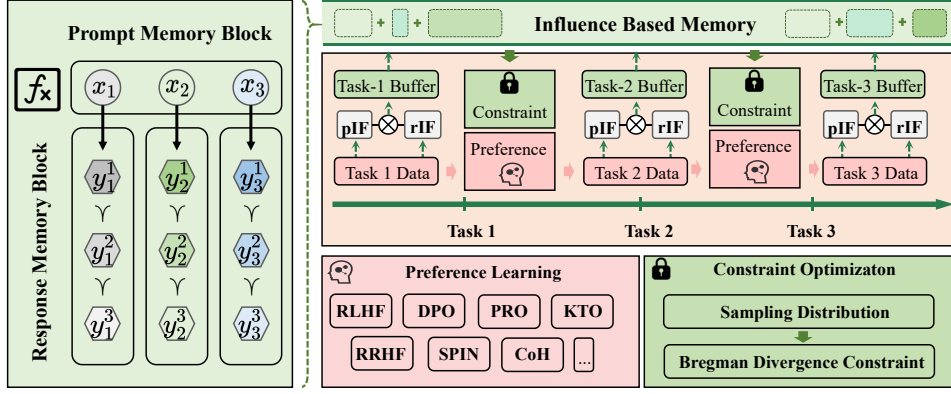 Prompt Memory Block
fx
x₁ x₂ x₃
Response Memory Block
y₁¹ y₂¹ y₃¹
≺ ≺ ≺
y₁² y₂² y₃²
≺ ≺ ≺
y₁³ y₂³ y₃³
+ + Influence Based Memory + +
Task-1 Buffer Constraint Task-2 Buffer Constraint Task-3 Buffer
pIF ⊗ rIF Preference pIF ⊗ rIF Preference pIF ⊗ rIF
Task 1 Data Task 2 Data Task 3 Data
Task 1 Task 2 Task 3
Preference Learning
RLHF DPO PRO KTO
RRHF SPIN CoH ...
Constraint Optimizaton
Sampling Distribution
Bregman Divergence Constraint